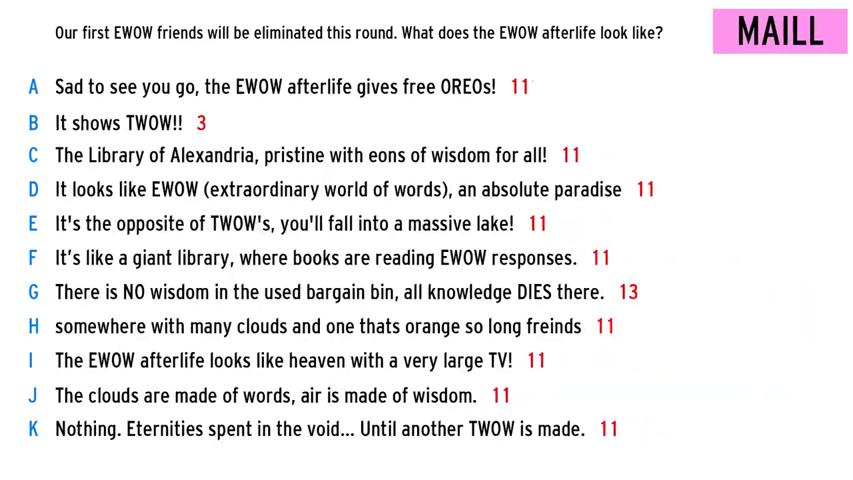 Our first EWOW friends will be eliminated this round. What does the EWOW afterlife look like?
MAILL
A Sad to see you go, the EWOW afterlife gives free OREOs! 11
B It shows TWOW!! 3
C The Library of Alexandria, pristine with eons of wisdom for all! 11
D It looks like EWOW (extraordinary world of words), an absolute paradise 11
E It's the opposite of TWOW's, you'll fall into a massive lake! 11
F It’s like a giant library, where books are reading EWOW responses. 11
G There is NO wisdom in the used bargain bin, all knowledge DIES there. 13
H somewhere with many clouds and one thats orange so long freinds 11
I The EWOW afterlife looks like heaven with a very large TV! 11
J The clouds are made of words, air is made of wisdom. 11
K Nothing. Eternities spent in the void... Until another TWOW is made. 11